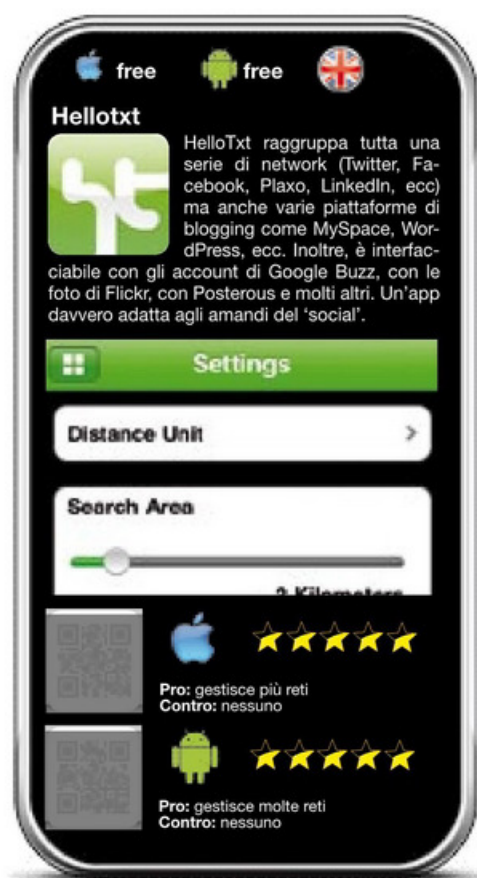 free free
Hellotxt
HelloTxt raggruppa tutta una
serie di network (Twitter, Fa-
cebook, Plaxo, LinkedIn, ecc)
ma anche varie piattaforme di
blogging come MySpace, Wor-
dPress, ecc. Inoltre, è interfac-
ciabile con gli account di Google Buzz, con le
foto di Flickr, con Posterous e molti altri. Un'app
davvero adatta agli amandi del 'social'.
Settings
Distance Unit
Search Area
2 Kilometers
Pro: gestisce più reti
Contro: nessuno
Pro: gestisce molte reti
Contro: nessuno